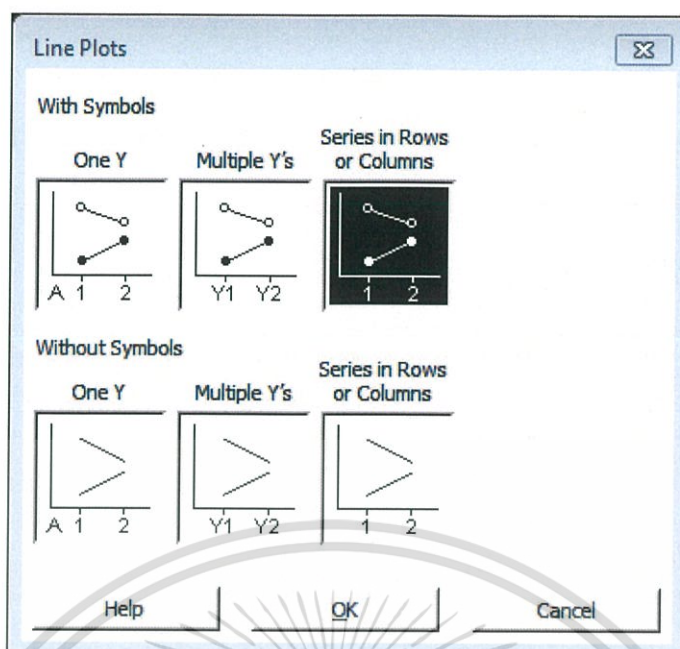 Line Plots
With Symbols
One Y
Multiple Y's
Series in Rows
or Columns
A 1 2
Y1 Y2
1 2
Without Symbols
One Y
Multiple Y's
Series in Rows
or Columns
A 1 2
Y1 Y2
1 2
Help
OK
Cancel